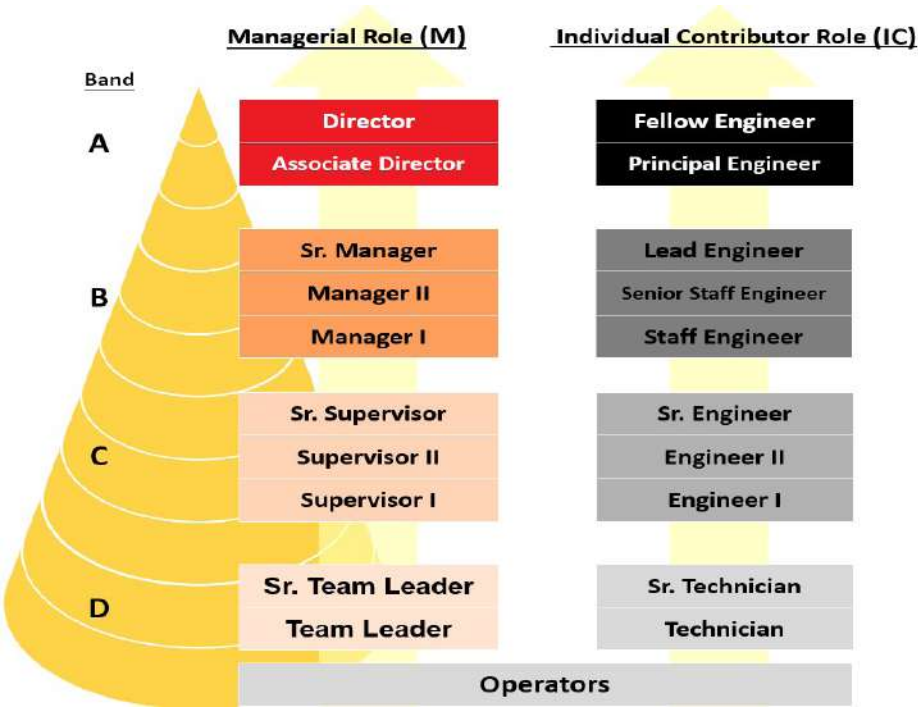 Managerial Role (M)
Individual Contributor Role (IC)
Band
A
Director
Fellow Engineer
Associate Director
Principal Engineer
B
Sr. Manager
Lead Engineer
Manager II
Senior Staff Engineer
Manager I
Staff Engineer
C
Sr. Supervisor
Sr. Engineer
Supervisor II
Engineer II
Supervisor I
Engineer I
D
Sr. Team Leader
Sr. Technician
Team Leader
Technician
Operators